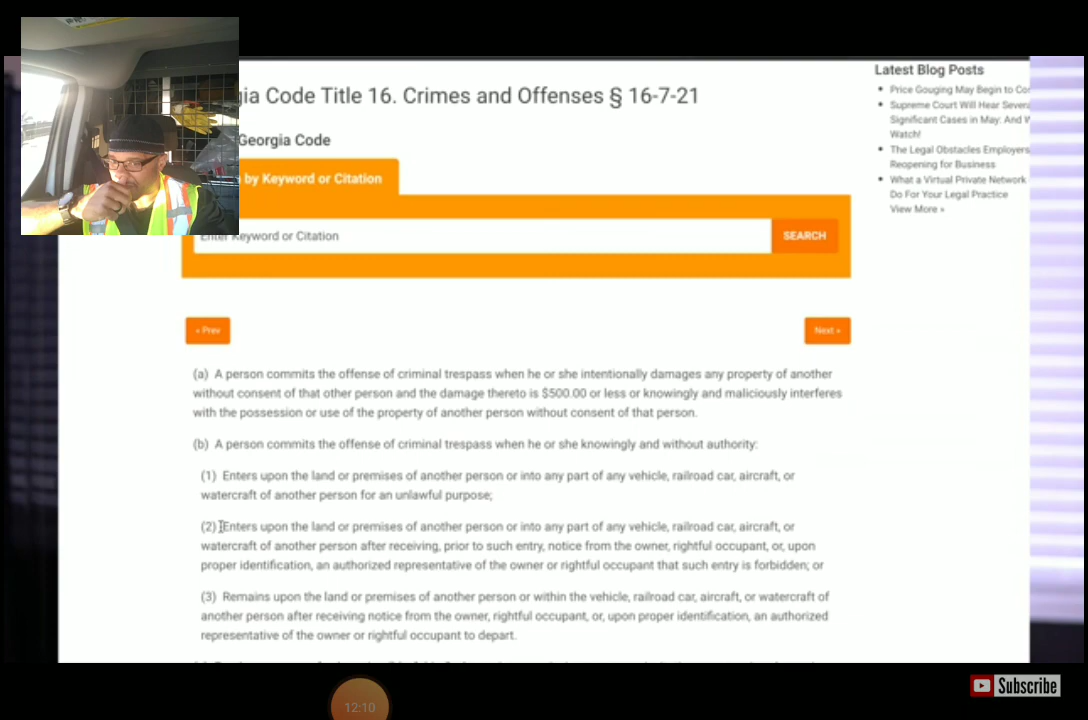 gia Code Title 16. Crimes and Offenses § 16-7-21
Georgia Code
by Keyword or Citation
Enter Keyword or Citation
SEARCH
« Prev
Next »
(a) A person commits the offense of criminal trespass when he or she intentionally damages any property of another
without consent of that other person and the damage thereto is $500.00 or less or knowingly and maliciously interferes
with the possession or use of the property of another person without consent of that person.
(b) A person commits the offense of criminal trespass when he or she knowingly and without authority:
(1) Enters upon the land or premises of another person or into any part of any vehicle, railroad car, aircraft, or
watercraft of another person for an unlawful purpose;
(2) Enters upon the land or premises of another person or into any part of any vehicle, railroad car, aircraft, or
watercraft of another person after receiving, prior to such entry, notice from the owner, rightful occupant, or, upon
proper identification, an authorized representative of the owner or rightful occupant that such entry is forbidden; or
(3) Remains upon the land or premises of another person or within the vehicle, railroad car, aircraft, or watercraft of
another person after receiving notice from the owner, rightful occupant, or, upon proper identification, an authorized
representative of the owner or rightful occupant to depart.
Latest Blog Posts
Price Gouging May Begin to
Supreme Court Will Hear
Significant Cases in May: And
Watch!
The Legal Obstacles Employers
Reopening for Business
What a Virtual Private Network
Do For Your Legal Practice
View More »
12:10
Subscribe